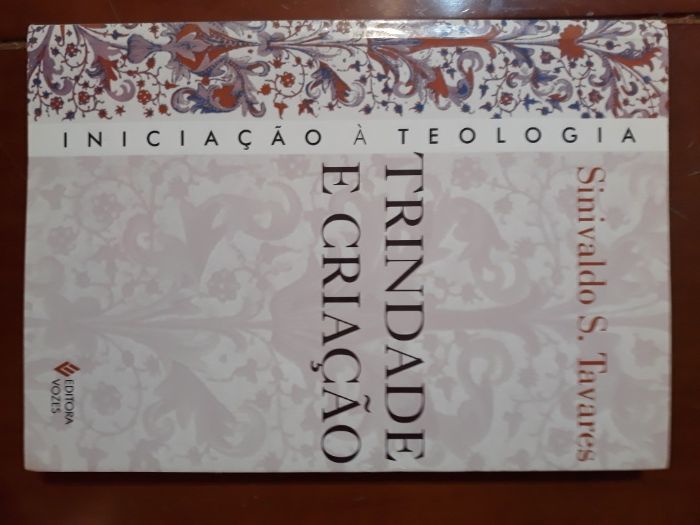 INICIAÇÃO À TEOLOGIA
Sinivaldo S. Tavares
TRINDADE
E CRIAÇÃO
EDITORA
VOZES